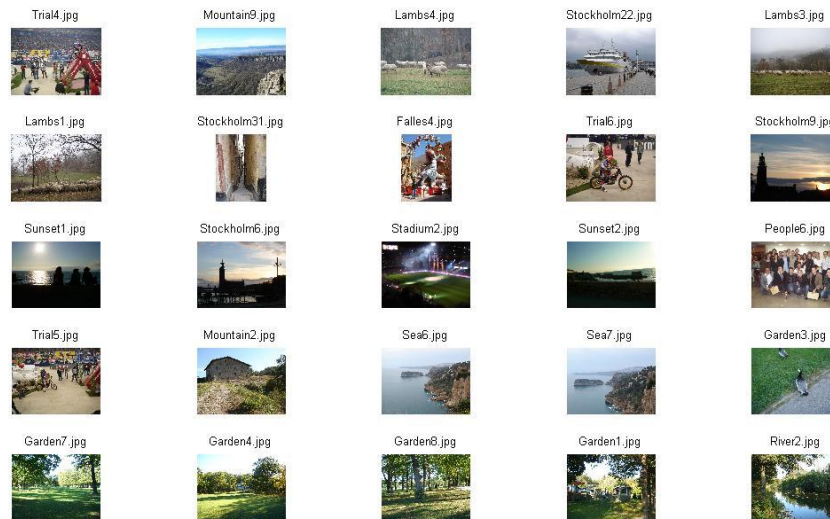 Trial4.jpg
Mountain9.jpg
Lambs4.jpg
Stockholm22.jpg
Lambs3.jpg
Lambs1.jpg
Stockholm31.jpg
Falles4.jpg
Trial6.jpg
Stockholm9.jpg
Sunset1.jpg
Stockholm6.jpg
Stadium2.jpg
Sunset2.jpg
People6.jpg
Trial5.jpg
Mountain2.jpg
Sea6.jpg
Sea7.jpg
Garden3.jpg
Garden7.jpg
Garden4.jpg
Garden8.jpg
Garden1.jpg
River2.jpg